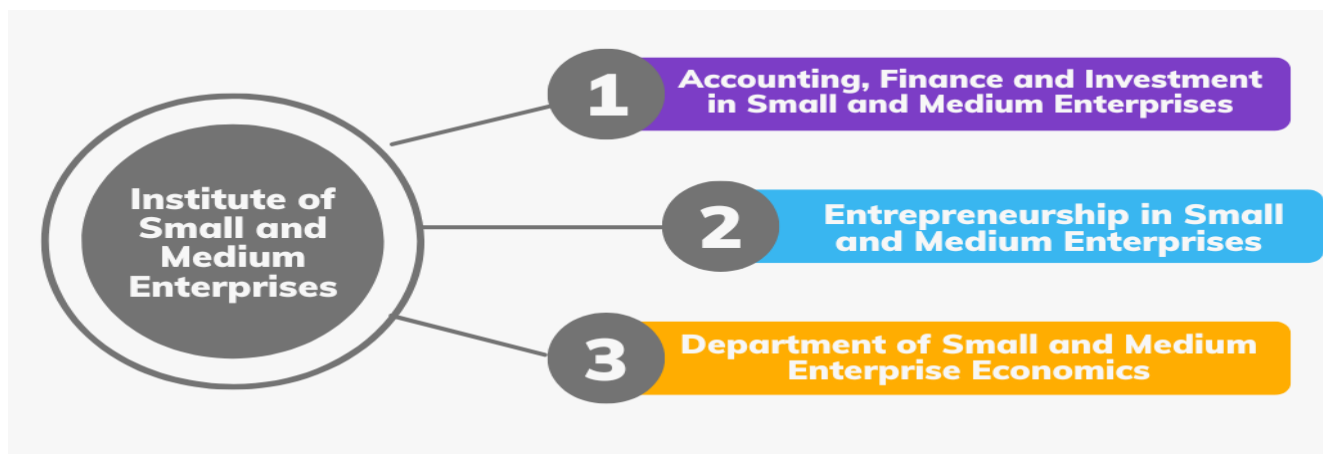 Institute of
Small and
Medium
Enterprises
1
Accounting, Finance and Investment
in Small and Medium Enterprises
2
Entrepreneurship in Small
and Medium Enterprises
3
Department of Small and Medium
Enterprise Economics